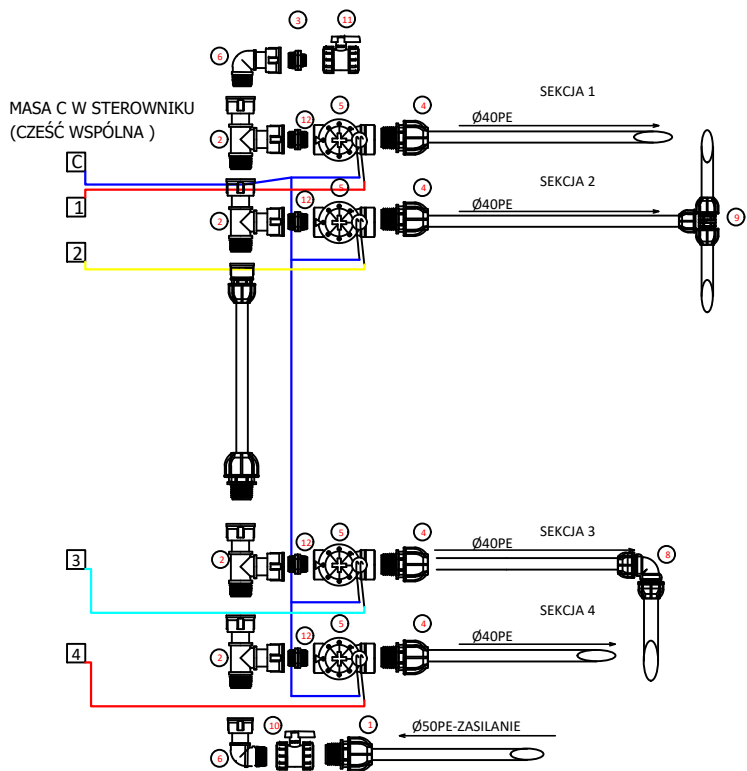 3
11
6
SEKCJA 1
MASA C W STEROWNIKU
(CZEŚĆ WSPÓLNA )
5
4
Ø40PE
12
2
C
1
SEKCJA 2
5
4
Ø40PE
12
2
9
2
SEKCJA 3
5
4
Ø40PE
12
2
8
3
SEKCJA 4
5
4
Ø40PE
12
2
4
10
1
Ø50PE-ZASILANIE
6